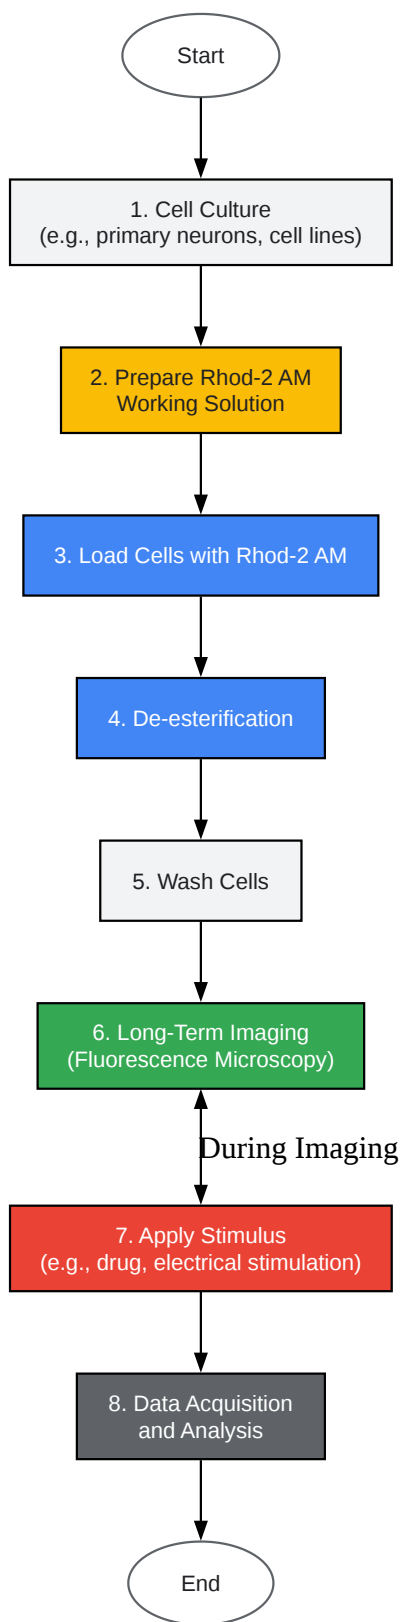 Start
1. Cell Culture
(e.g., primary neurons, cell lines)
2. Prepare Rhod-2 AM
Working Solution
3. Load Cells with Rhod-2 AM
4. De-esterification
5. Wash Cells
6. Long-Term Imaging
(Fluorescence Microscopy)
During Imaging
7. Apply Stimulus
(e.g., drug, electrical stimulation)
8. Data Acquisition
and Analysis
End